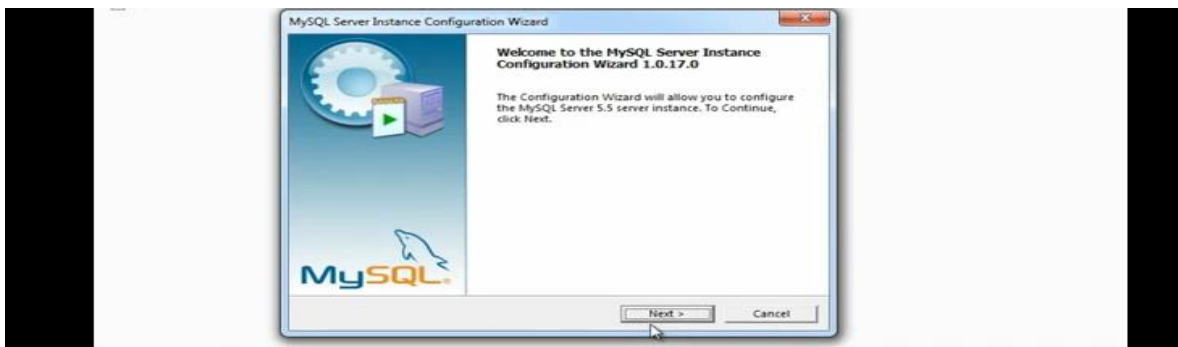 MySQL Server Instance Configuration Wizard
Welcome to the MySQL Server Instance
Configuration Wizard 1.0.17.0
The Configuration Wizard will allow you to configure
the MySQL Server 5.5 server instance. To Continue,
click Next.
MySQL
Next >
Cancel